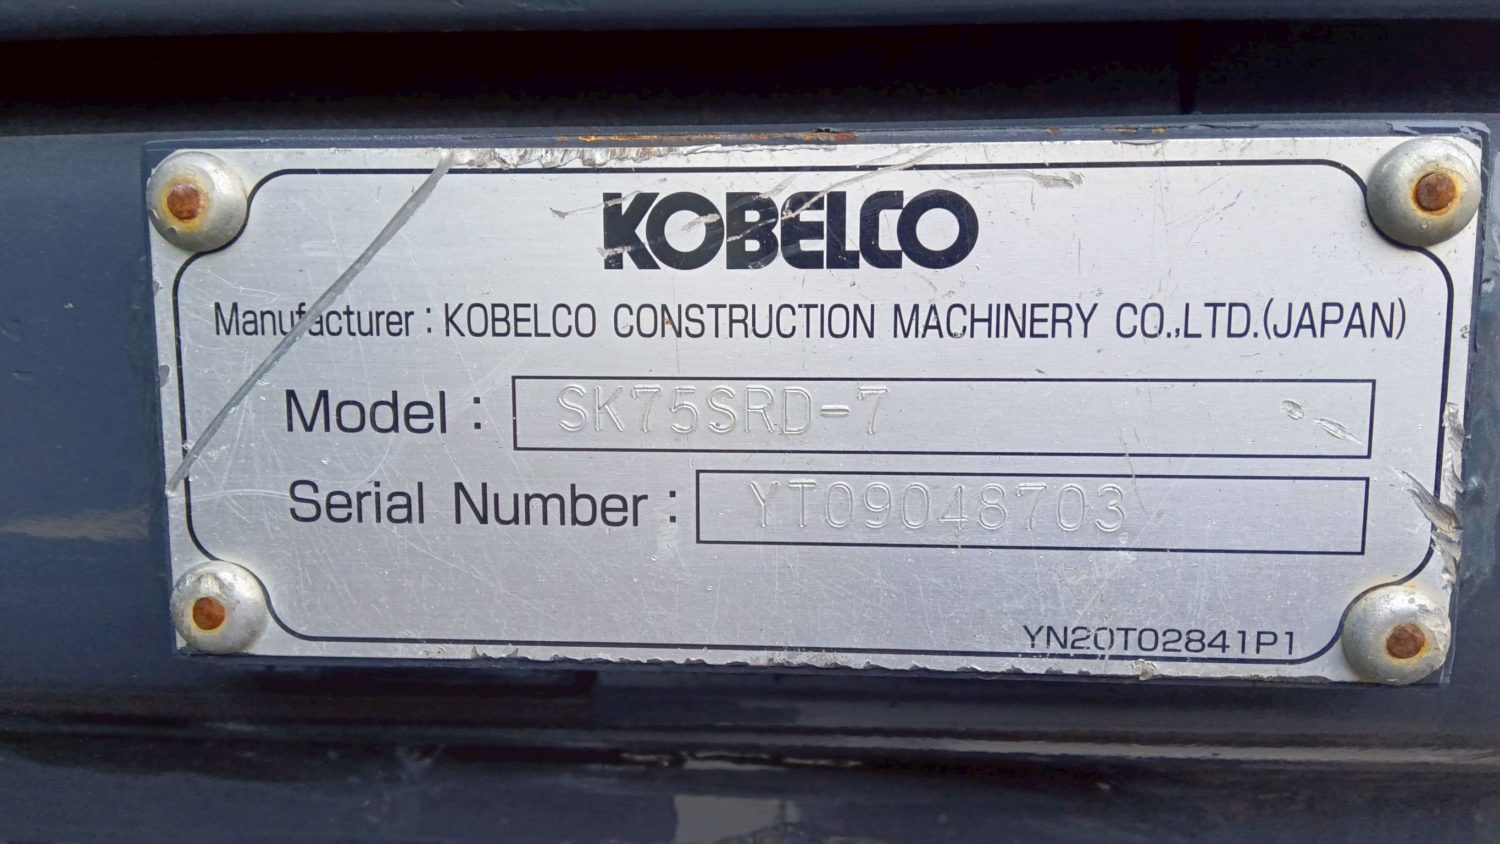 KOBELCO
Manufacturer : KOBELCO CONSTRUCTION MACHINERY CO.,LTD.(JAPAN)
Model : SK75SRD-7
Serial Number : YT09048703
YN20T02841P1